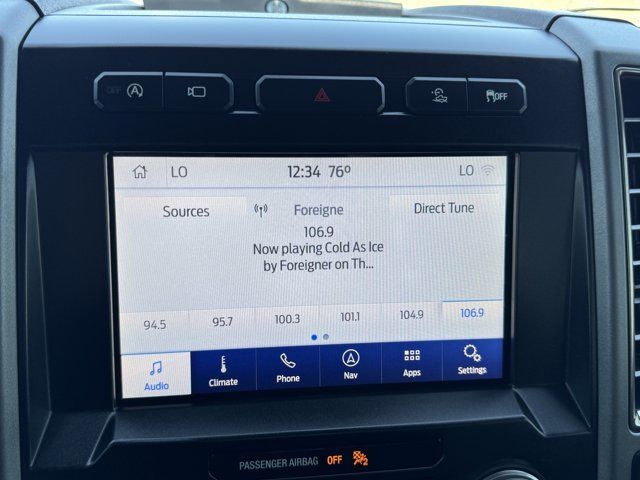 OFF A
OFF
LO 12:34 76° LO
Sources Foreigne Direct Tune
106.9
Now playing Cold As Ice
by Foreigner on Th...
94.5 95.7 100.3 101.1 104.9 106.9
Audio Climate Phone Nav Apps Settings
PASSENGER AIRBAG OFF 2